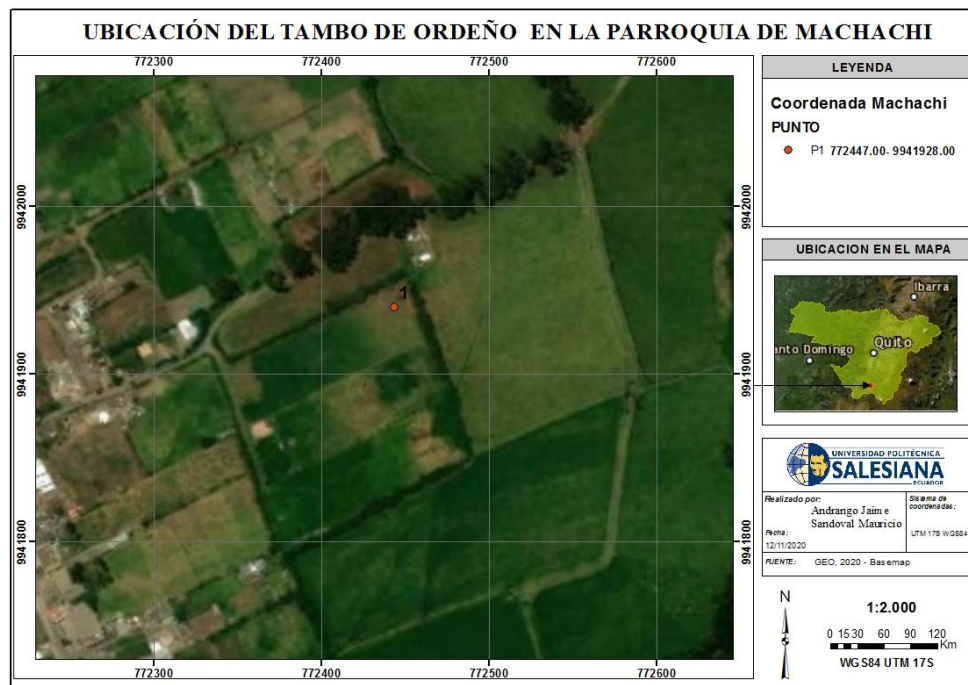 UBICACIÓN DEL TAMBO DE ORDEÑO EN LA PARROQUIA DE MACHACHI
772300 772400 772500 772600
9942000
9941900
9941800
9942000
9941900
9941800
1
772300 772400 772500 772600
LEYENDA
Coordenada Machachi
PUNTO
P1 772447.00- 9941928.00
UBICACION EN EL MAPA
Ibarra
Quito
anto Domingo
UNIVERSIDAD POLITÉCNICA
SALESIANA
ECUADOR
Realizado por:
Andrango Jaime
Sandoval Mauricio
Fecha:
12/11/2020
Sistema de
coordenadas:
UTM 17S WGS84
FUENTE: GEO, 2020 - Basemap
N
1:2.000
0 15 30 60 90 120
Km
WGS84 UTM 17S